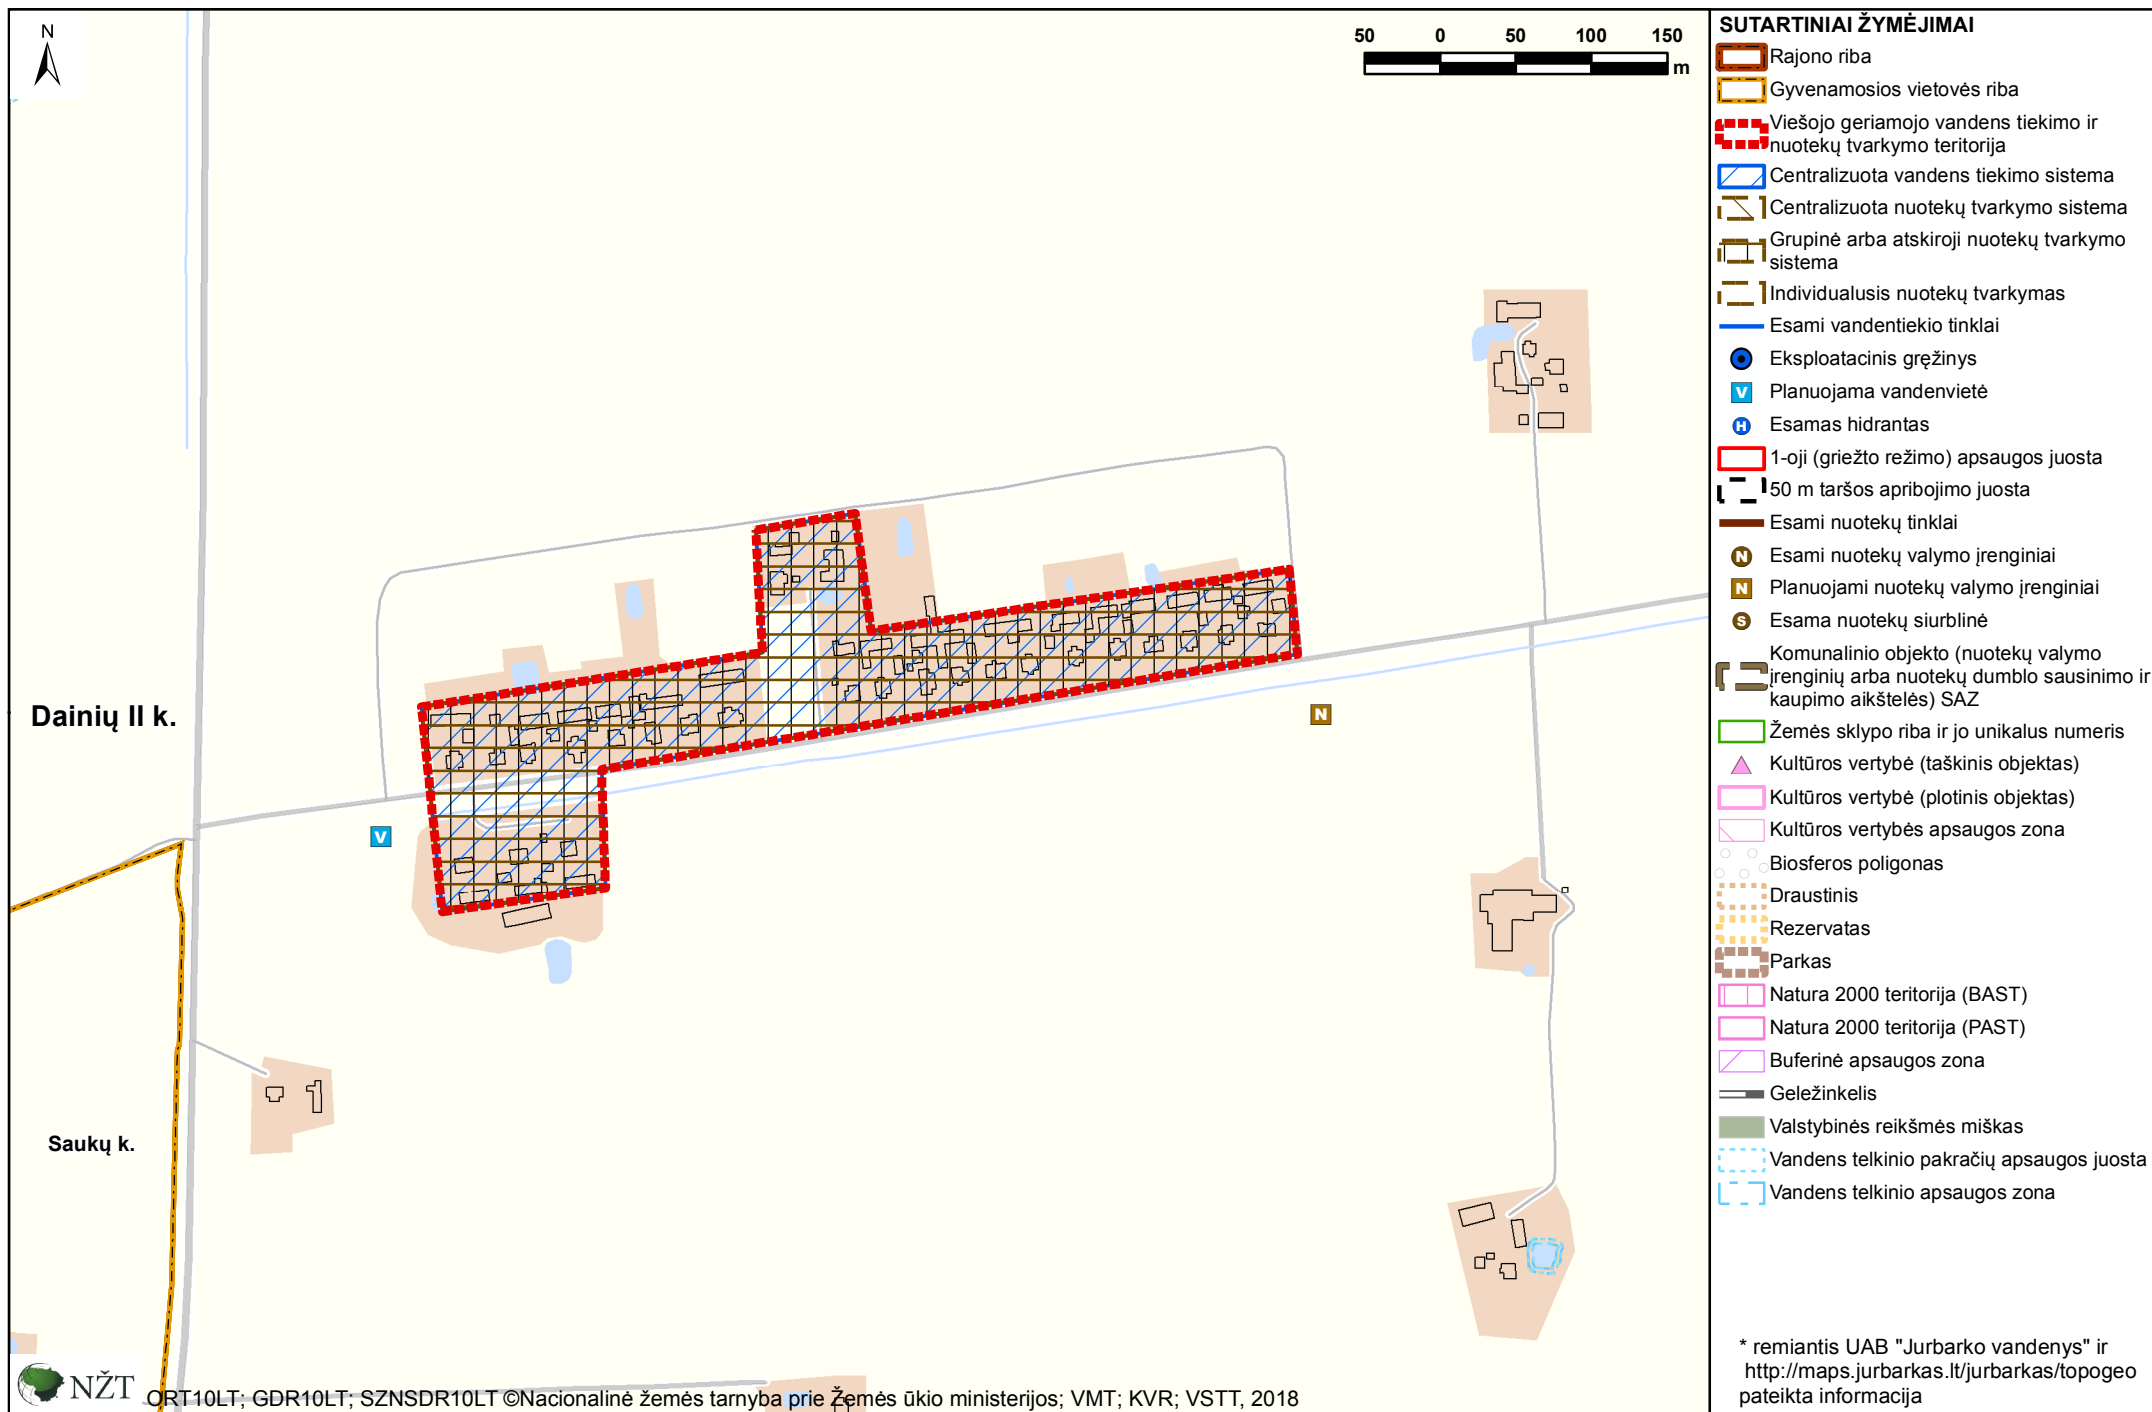 N
50 0 50 100 150
m
Dainių II k.
Saukų k.
V
N
NŽT
ORT10LT; GDR10LT; SZNSDR10LT ©Nacionalinė žemės tarnyba prie Žemės ūkio ministerijos; VMT; KVR; VSTT, 2018
SUTARTINIAI ŽYMĖJIMAI
Rajono riba
Gyvenamosios vietovės riba
Viešojo geriamojo vandens tiekimo ir
nuotekų tvarkymo teritorija
Centralizuota vandens tiekimo sistema
Centralizuota nuotekų tvarkymo sistema
Grupinė arba atskiroji nuotekų tvarkymo
sistema
Individualusis nuotekų tvarkymas
Esami vandentiekio tinklai
Eksploatacinis gręžinys
V Planuojama vandenvietė
H Esamas hidrantas
1-oji (griežto režimo) apsaugos juosta
50 m taršos apribojimo juosta
Esami nuotekų tinklai
N Esami nuotekų valymo įrenginiai
N Planuojami nuotekų valymo įrenginiai
S Esama nuotekų siurblinė
Komunalinio objekto (nuotekų valymo
įrenginių arba nuotekų dumblo sausinimo ir
kaupimo aikštelės) SAZ
Žemės sklypo riba ir jo unikalus numeris
Kultūros vertybė (taškinis objektas)
Kultūros vertybė (plotinis objektas)
Kultūros vertybės apsaugos zona
Biosferos poligonas
Draustinis
Rezervatas
Parkas
Natura 2000 teritorija (BAST)
Natura 2000 teritorija (PAST)
Buferinė apsaugos zona
Geležinkelis
Valstybinės reikšmės miškas
Vandens telkinio pakračių apsaugos juosta
Vandens telkinio apsaugos zona
* remiantis UAB "Jurbarko vandenys" ir
http://maps.jurbarkas.lt/jurbarkas/topogeo
pateikta informacija